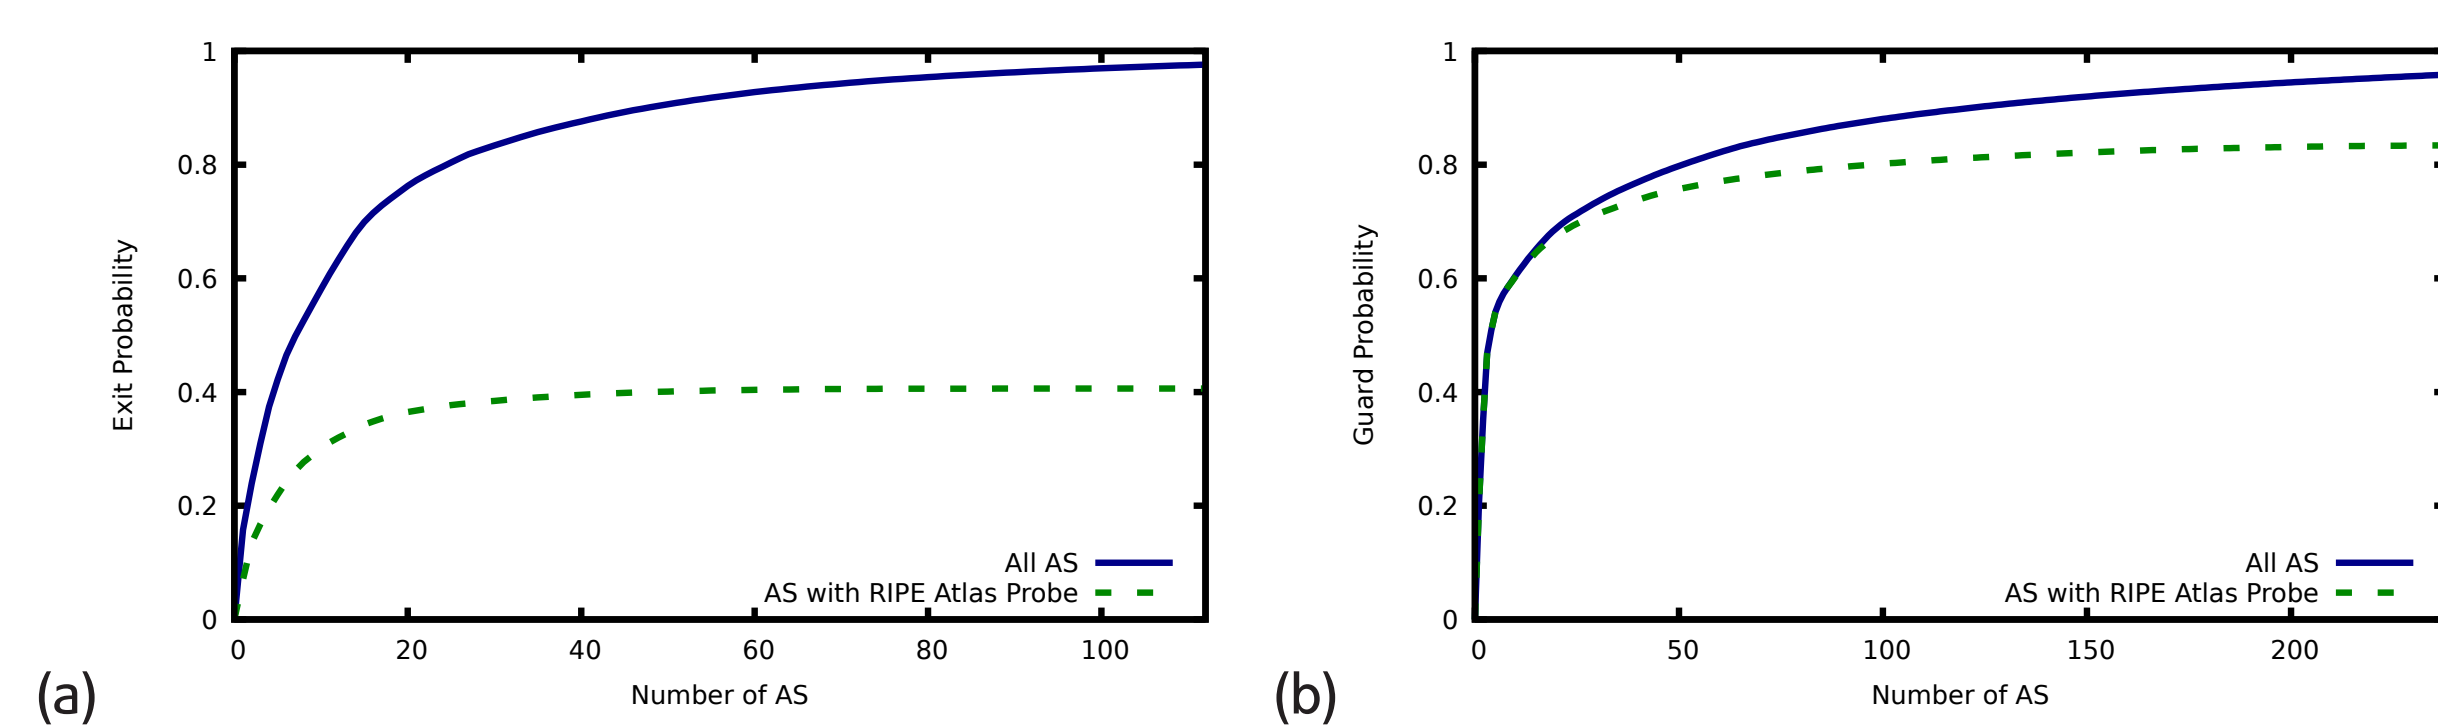 1
0.8
0.6
0.4
0.2
0
Exit Probability
All AS
AS with RIPE Atlas Probe
0 20 40 60 80 100
Number of AS
(a)
1
0.8
0.6
0.4
0.2
0
Guard Probability
All AS
AS with RIPE Atlas Probe
0 50 100 150 200
Number of AS
(b)